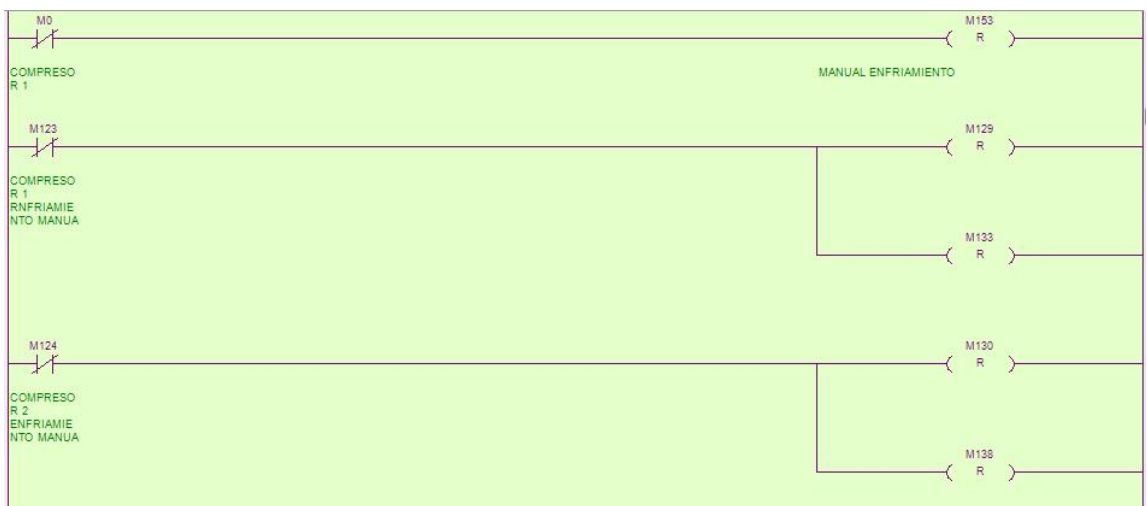 M0
M153
R
COMPRESO
R 1
MANUAL ENFRIAMIENTO
M123
M129
R
COMPRESO
R 1
RNFRIAMIE
NTO MANUA
M133
R
M124
M130
R
COMPRESO
R 2
ENFRIAMIE
NTO MANUA
M138
R